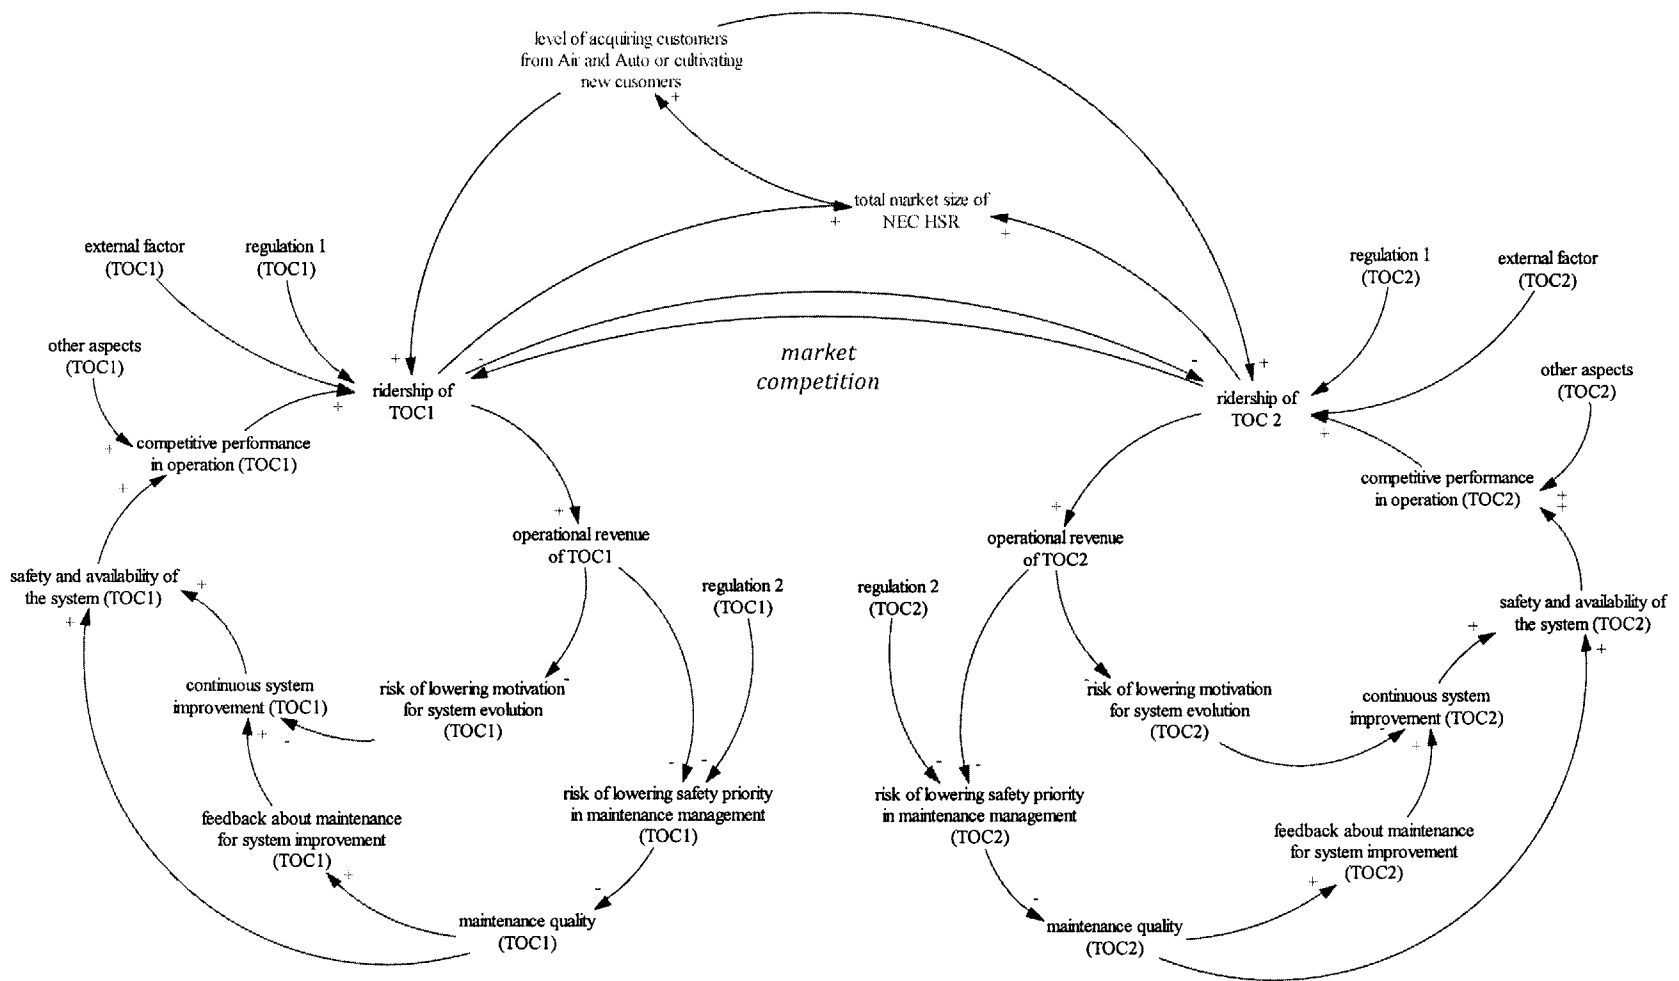 level of acquiring customers
from Air and Auto or cultivating
new cusomers
+
total market size of
NEC HSR
+
+
external factor
(TOC1)
regulation 1
(TOC1)
regulation 1
(TOC2)
external factor
(TOC2)
other aspects
(TOC1)
+
-
market
competition
-
+
other aspects
(TOC2)
ridership of
TOC1
+
ridership of
TOC 2
+
+
competitive performance
in operation (TOC1)
+
competitive performance
in operation (TOC2)
+
+
+
operational revenue
of TOC1
+
operational revenue
of TOC2
safety and availability of
the system (TOC1)
+
+
regulation 2
(TOC1)
regulation 2
(TOC2)
safety and availability of
the system (TOC2)
+
+
continuous system
improvement (TOC1)
+
-
risk of lowering motivation
for system evolution
(TOC1)
-
-
risk of lowering motivation
for system evolution
(TOC2)
continuous system
improvement (TOC2)
-
+
-
-
risk of lowering safety priority
in maintenance management
(TOC1)
-
-
risk of lowering safety priority
in maintenance management
(TOC2)
feedback about maintenance
for system improvement
(TOC1)
+
feedback about maintenance
for system improvement
(TOC2)
+
-
maintenance quality
(TOC1)
-
maintenance quality
(TOC2)